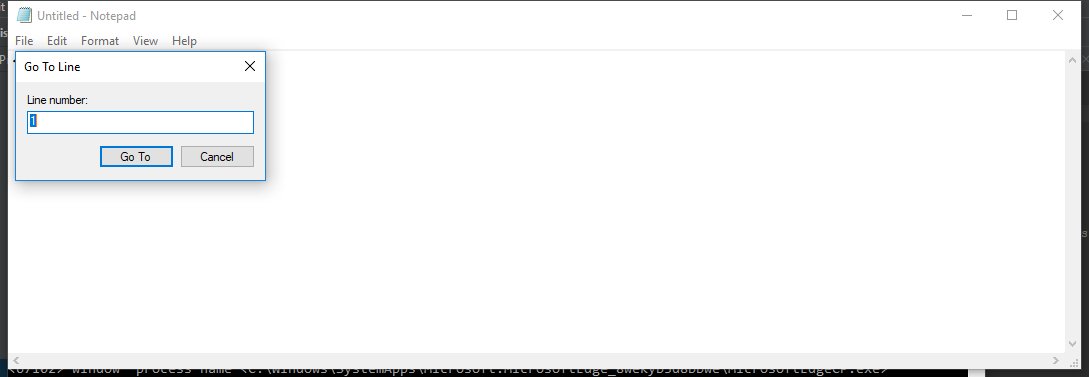 Untitled - Notepad
File Edit Format View Help
Go To Line
Line number:
1
Go To Cancel
window process name <C:\Windows\SystemApps\Microsoft.MicrosoftEdge_8wekyb3d8bbwe\MicrosoftEdgeCP.exe>